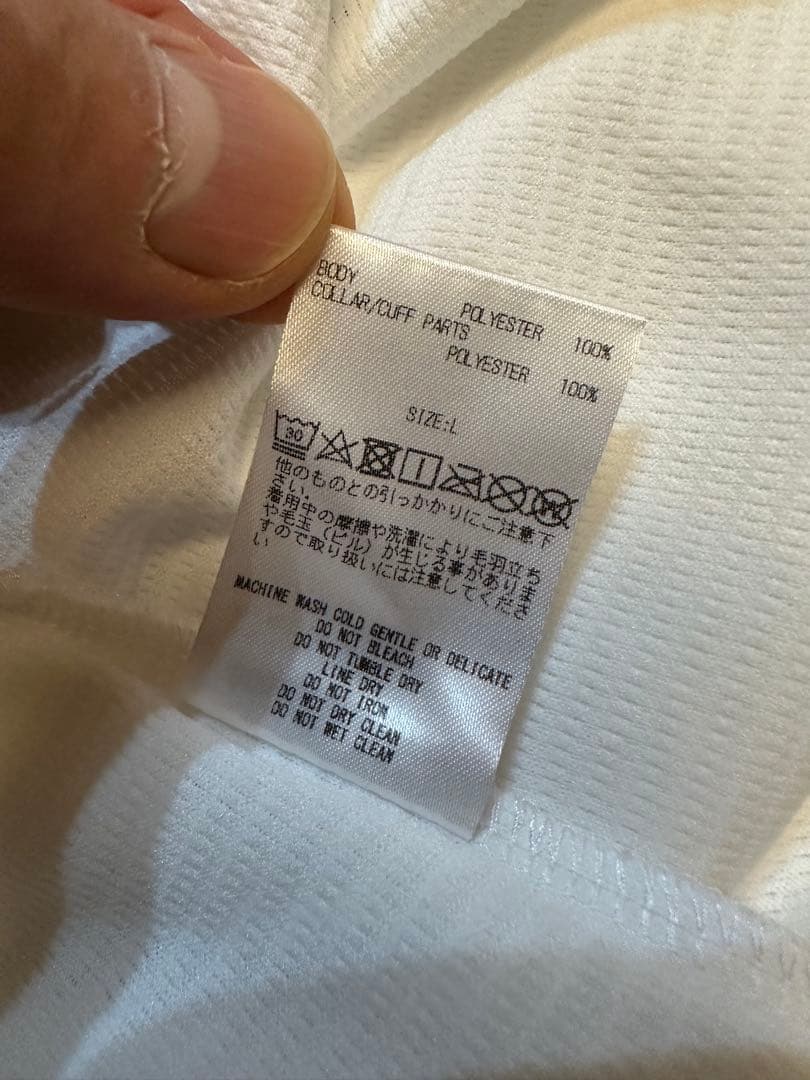 BODY
POLYESTER 100%
COLLAR/CUFF PARTS
POLYESTER 100%
SIZE:L
30
他のものとの引っかかりにご注意下
さい。
着用中の摩擦や洗濯により毛羽立ち
や毛玉（ピル）が生じる事がありま
すので取り扱いには注意してくださ
い
MACHINE WASH COLD GENTLE OR DELICATE
DO NOT BLEACH
DO NOT TUMBLE DRY
LINE DRY
DO NOT IRON
DO NOT DRY CLEAN
DO NOT WET CLEAN